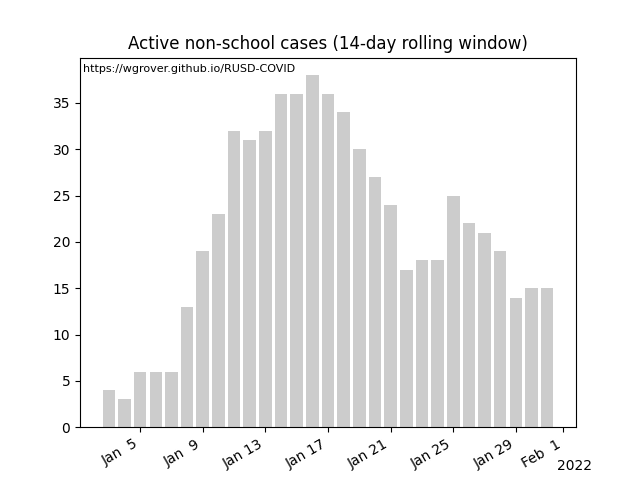 Active non-school cases (14-day rolling window)
https://wgrover.github.io/RUSD-COVID
35
30
25
20
15
10
5
0
Jan 5
Jan 9
Jan 13
Jan 17
Jan 21
Jan 25
Jan 29
Feb 1
2022